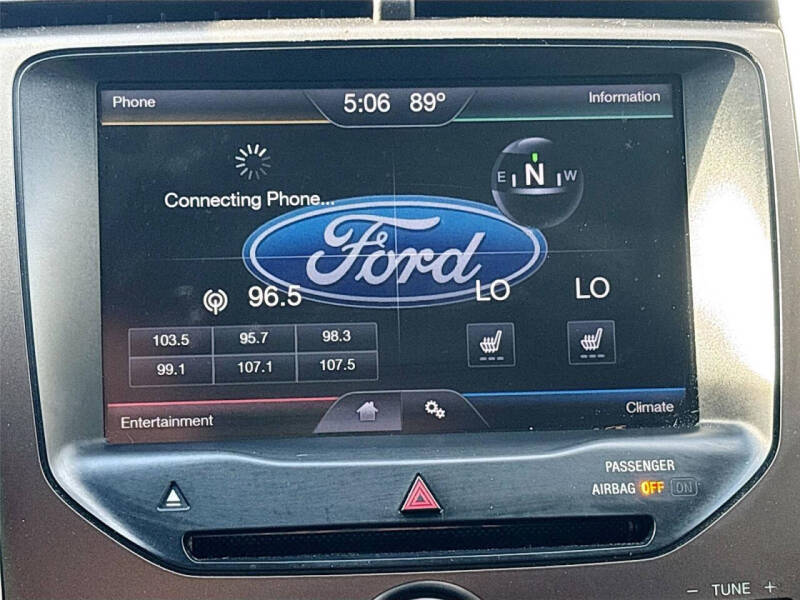 Phone
5:06 89°
Information
E N W
Connecting Phone...
Ford
96.5
LO LO
103.5 95.7 98.3
99.1 107.1 107.5
Entertainment
Climate
PASSENGER
AIRBAG OFF ON
− TUNE +